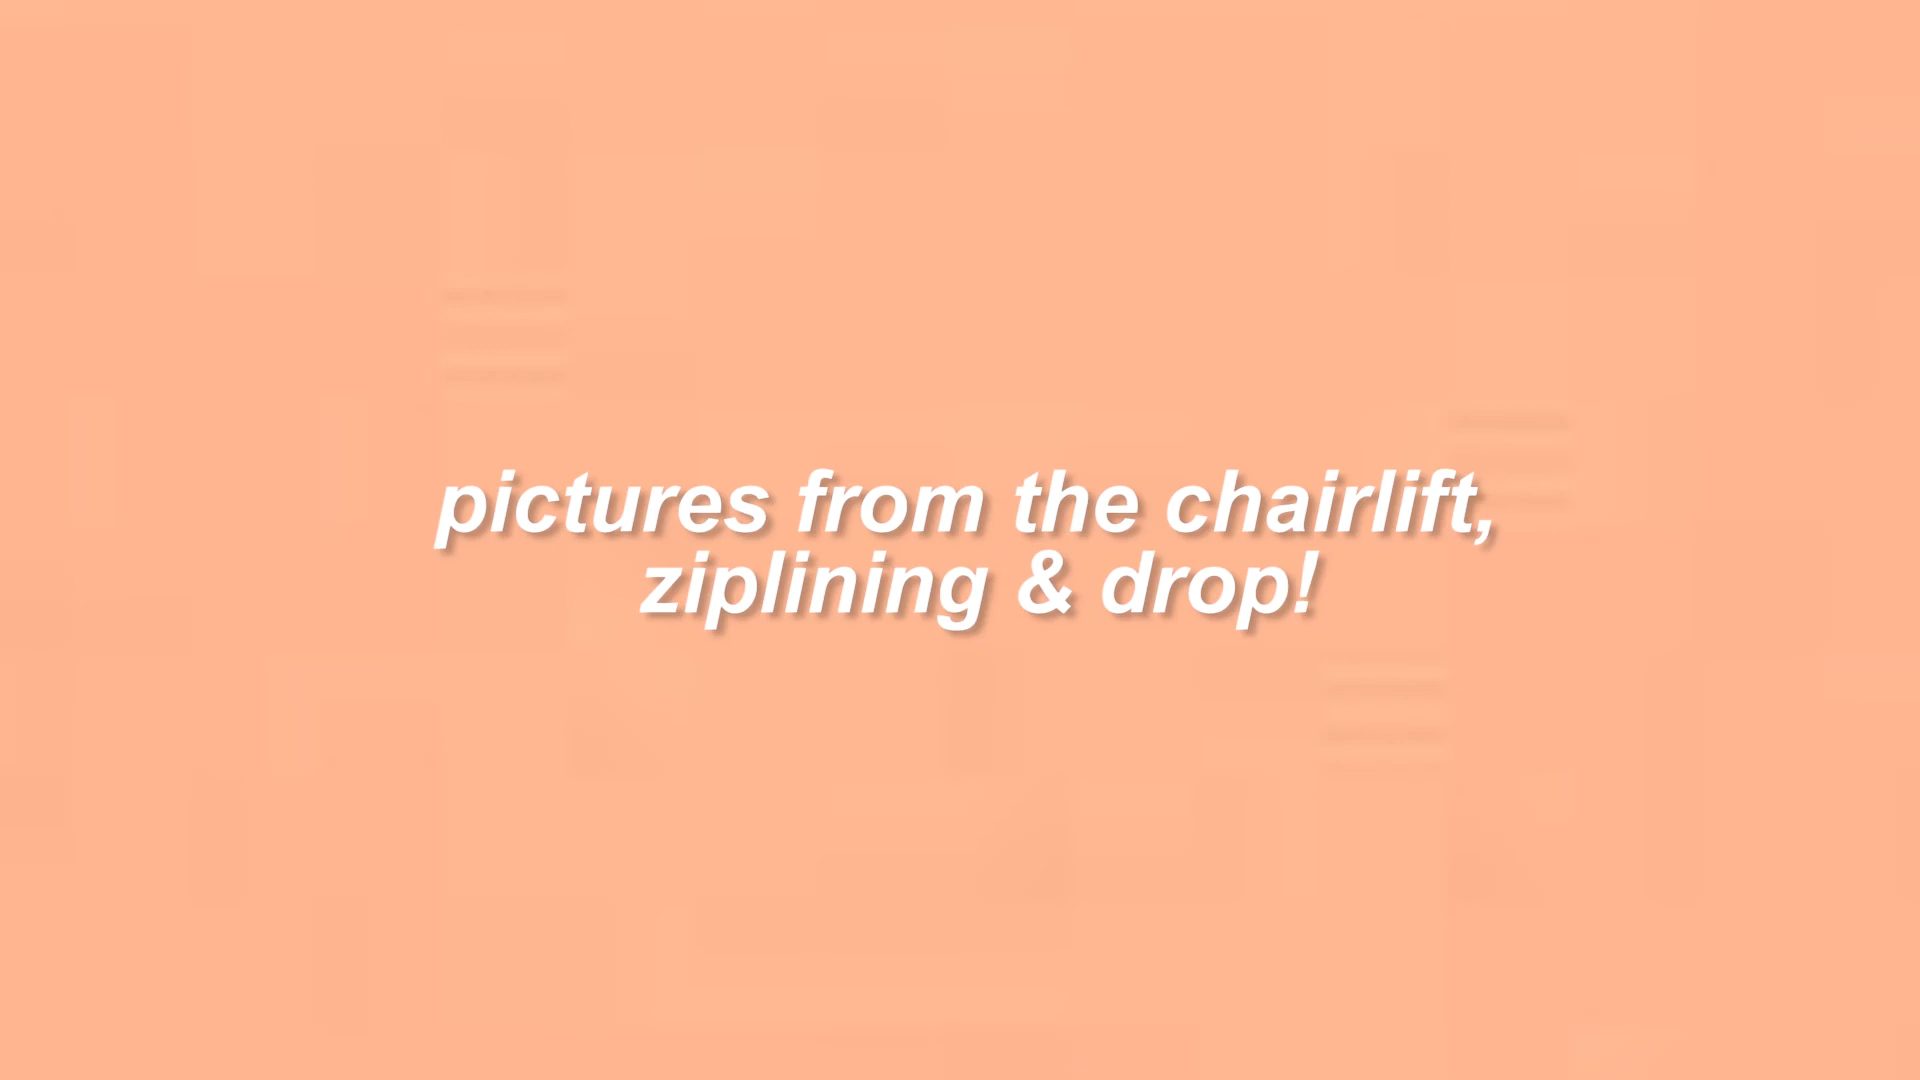 pictures from the chairlift,
ziplining & drop!